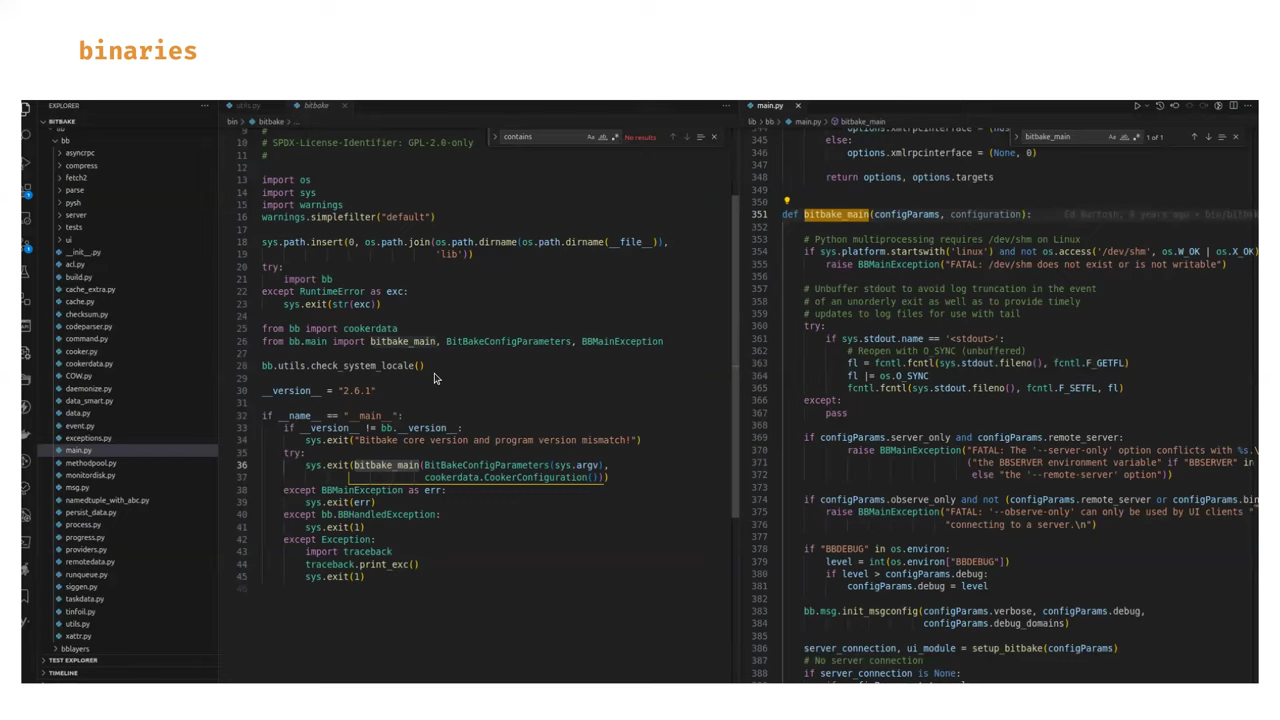 binaries
EXPLORER
...
BITBAKE
lib
bb
asyncrpc
compress
fetch2
parse
pysh
server
tests
ui
__init__.py
acl.py
build.py
cache_extra.py
cache.py
checksum.py
codeparser.py
command.py
cooker.py
cookerdata.py
COW.py
daemonize.py
data_smart.py
data.py
event.py
exceptions.py
main.py
methodpool.py
monitordisk.py
msg.py
namedtuple_with_abc.py
persist_data.py
process.py
progress.py
providers.py
remotedata.py
runqueue.py
siggen.py
taskdata.py
tinfoil.py
utils.py
xattr.py
bblayers
TEST EXPLORER
TIMELINE
utils.py
bitbake
bin > bitbake > ...
contains
No results
9 #
10 # SPDX-License-Identifier: GPL-2.0-only
11 #
12
13 import os
14 import sys
15 import warnings
16 warnings.simplefilter("default")
17
18 sys.path.insert(0, os.path.join(os.path.dirname(os.path.dirname(__file__)),
19 'lib'))
20 try:
21 import bb
22 except RuntimeError as exc:
23 sys.exit(str(exc))
24
25 from bb import cookerdata
26 from bb.main import bitbake_main, BitBakeConfigParameters, BBMainException
27
28 bb.utils.check_system_locale()
29
30 __version__ = "2.6.1"
31
32 if __name__ == "__main__":
33 if __version__ != bb.__version__:
34 sys.exit("Bitbake core version and program version mismatch!")
35 try:
36 sys.exit(bitbake_main(BitBakeConfigParameters(sys.argv),
37 cookerdata.CookerConfiguration()))
38 except BBMainException as err:
39 sys.exit(err)
40 except bb.BBHandledException:
41 sys.exit(1)
42 except Exception:
43 import traceback
44 traceback.print_exc()
45 sys.exit(1)
45
main.py
lib > bb > main.py > bitbake_main
bitbake_main
1 of 1
344 options.xmlrpcinterface =
345 else:
346 options.xmlrpcinterface = (None, 0)
347
348 return options, options.targets
349
350
351 def bitbake_main(configParams, configuration):
352
353 # Python multiprocessing requires /dev/shm on Linux
354 if sys.platform.startswith('linux') and not os.access('/dev/shm', os.W_OK | os.X_OK)
355 raise BBMainException("FATAL: /dev/shm does not exist or is not writable")
356
357 # Unbuffer stdout to avoid log truncation in the event
358 # of an unorderly exit as well as to provide timely
359 # updates to log files for use with tail
360 try:
361 if sys.stdout.name == '<stdout>':
362 # Reopen with O_SYNC (unbuffered)
363 fl = fcntl.fcntl(sys.stdout.fileno(), fcntl.F_GETFL)
364 fl |= os.O_SYNC
365 fcntl.fcntl(sys.stdout.fileno(), fcntl.F_SETFL, fl)
366 except:
367 pass
368
369 if configParams.server_only and configParams.remote_server:
370 raise BBMainException("FATAL: The '--server-only' option conflicts with %s.\
371 ("the BBSERVER environment variable" if "BBSERVER" in
372 else "the '--remote-server' option"))
373
374 if configParams.observe_only and not (configParams.remote_server or configParams.bin
375 raise BBMainException("FATAL: '--observe-only' can only be used by UI clients "
376 "connecting to a server.\n")
377
378 if "BBDEBUG" in os.environ:
379 level = int(os.environ["BBDEBUG"])
380 if level > configParams.debug:
381 configParams.debug = level
382
383 bb.msg.init_msgconfig(configParams.verbose, configParams.debug,
384 configParams.debug_domains)
385
386 server_connection, ui_module = setup_bitbake(configParams)
387 # No server connection
388 if server_connection is None: